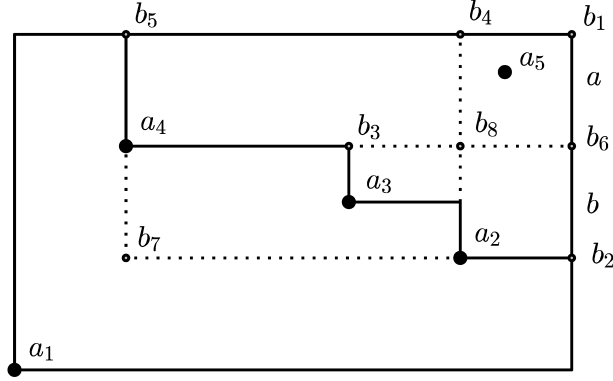 b₅ b₄ b₁
a₅
a
a₄ b₃ b₈ b₆
a₃
b
b₇ a₂ b₂
a₁